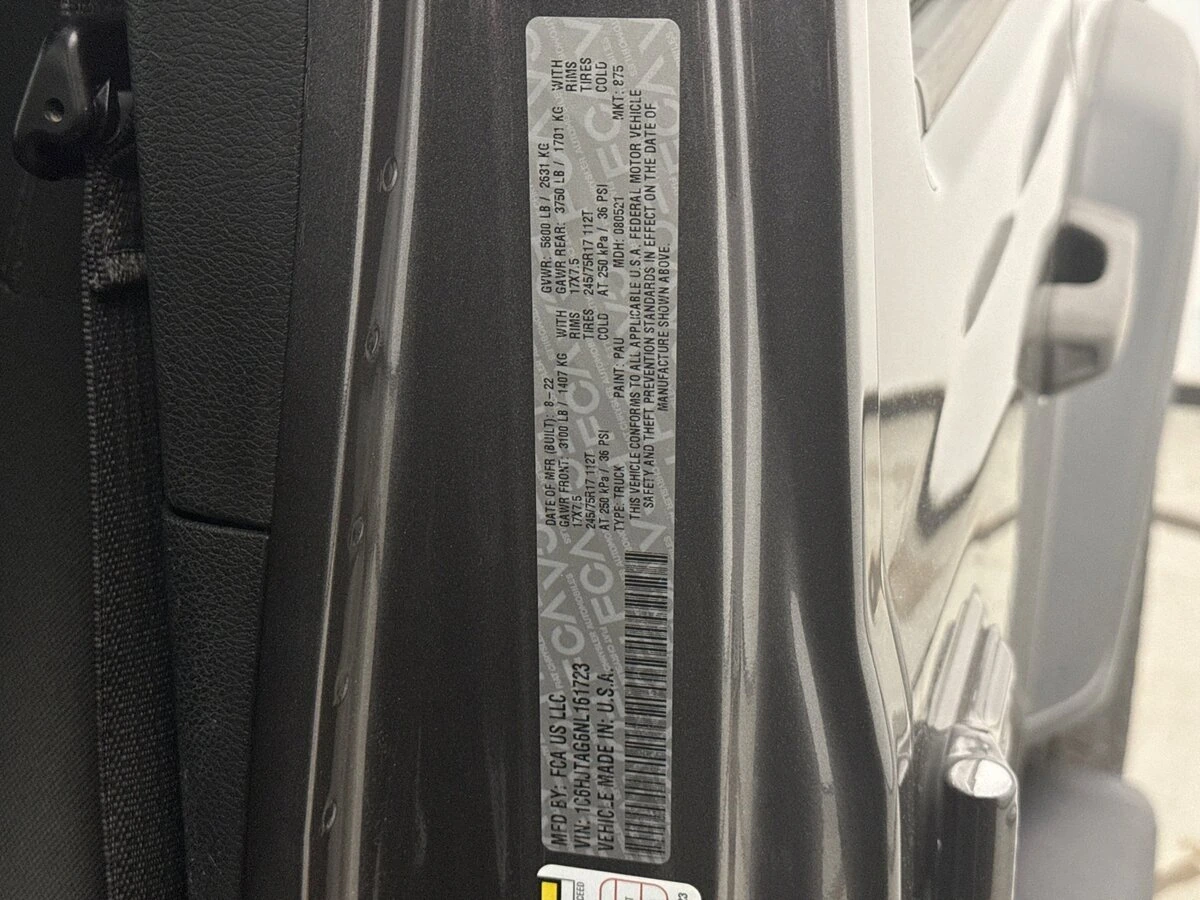 MFD BY: FCA US LLC
VIN: 1C6HJTAG6NL161723
VEHICLE MADE IN: U.S.A.
DATE OF MFR (BUILT): 8-22 GVWR: 5800 LB / 2631 KG
GAWR FRONT: 3100 LB / 1407 KG WITH GAWR REAR: 3750 LB / 1701 KG WITH
17X7.5 RIMS 17X7.5 RIMS
245/75R17 112T TIRES 245/75R17 112T TIRES
AT 250 kPa / 36 PSI COLD AT 250 kPa / 36 PSI COLD
TYPE: TRUCK PAINT: PAU MDH: 080521 MKT: 875
THIS VEHICLE CONFORMS TO ALL APPLICABLE U.S.A. FEDERAL MOTOR VEHICLE
SAFETY AND THEFT PREVENTION STANDARDS IN EFFECT ON THE DATE OF
MANUFACTURE SHOWN ABOVE.